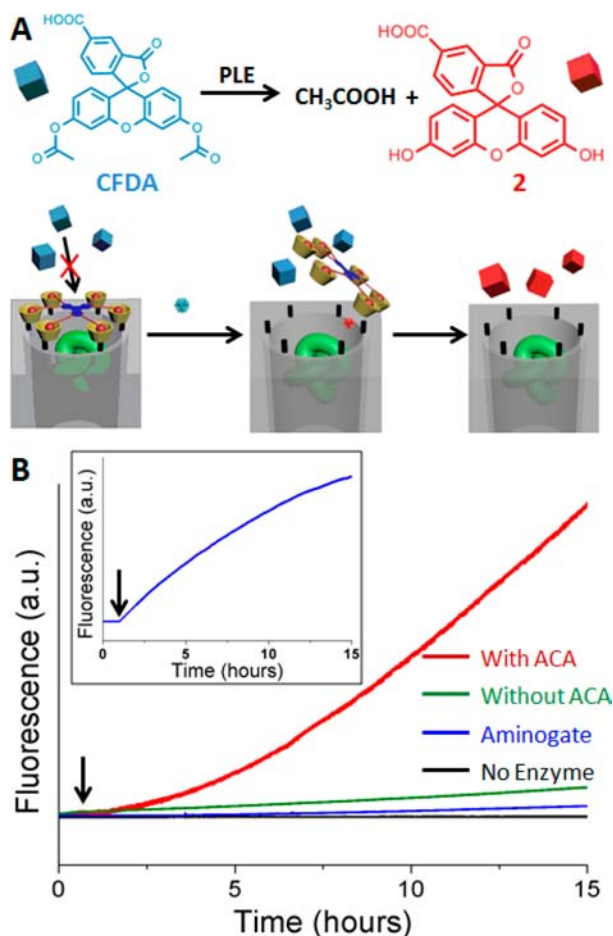 A
HOOC
O
O
O
O
O
O
O
CFDA
PLE
CH₃COOH +
HOOC
O
O
HO
O
OH
2
B
Fluorescence (a.u.)
Fluorescence (a.u.)
0 5 10 15
Time (hours)
With ACA
Without ACA
Aminogate
No Enzyme
0 5 10 15
Time (hours)